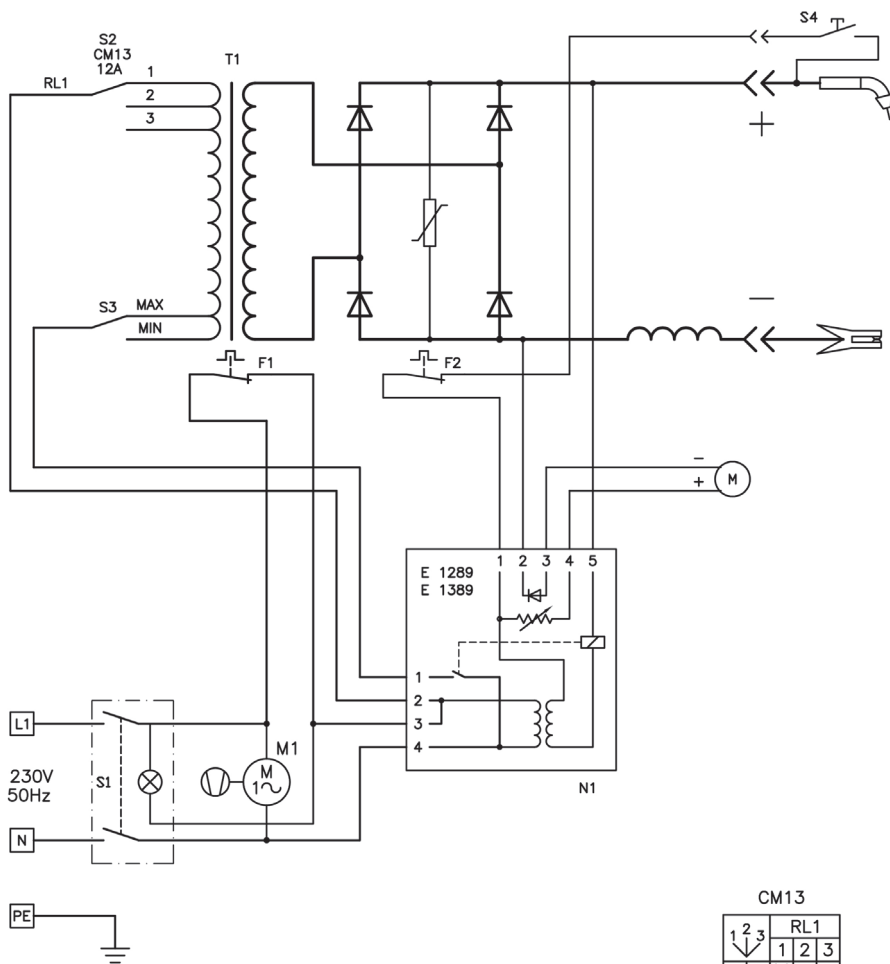 S4
S2
CM13
12A
T1
RL1
1
2
3
+
S3
MAX
MIN
—
F1
F2
−
+
M
1 2 3 4 5
E 1289
E 1389
1
2
3
4
L1
M1
M
1~
230V
50Hz
S1
N1
N
CM13
PE
1 2 3
RL1
1 2 3